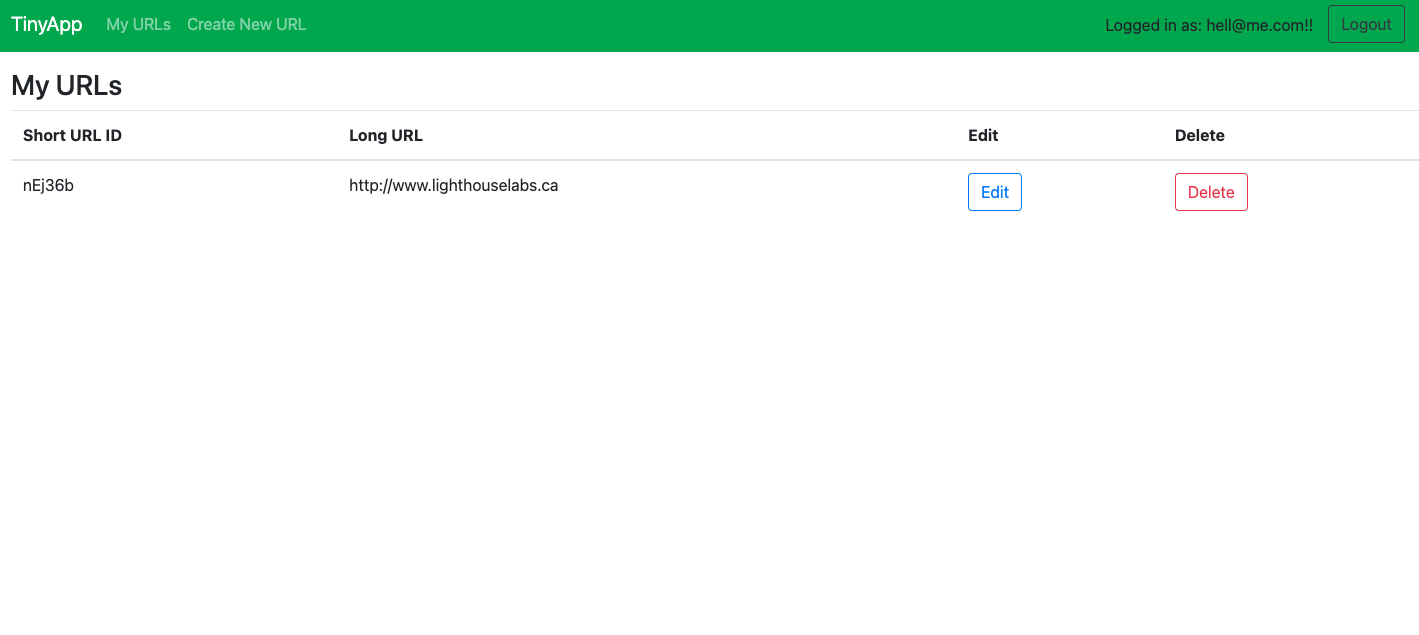 TinyApp My URLs Create New URL Logged in as: hell@me.com!! Logout
My URLs
Short URL ID Long URL Edit Delete
nEj36b http://www.lighthouselabs.ca Edit Delete